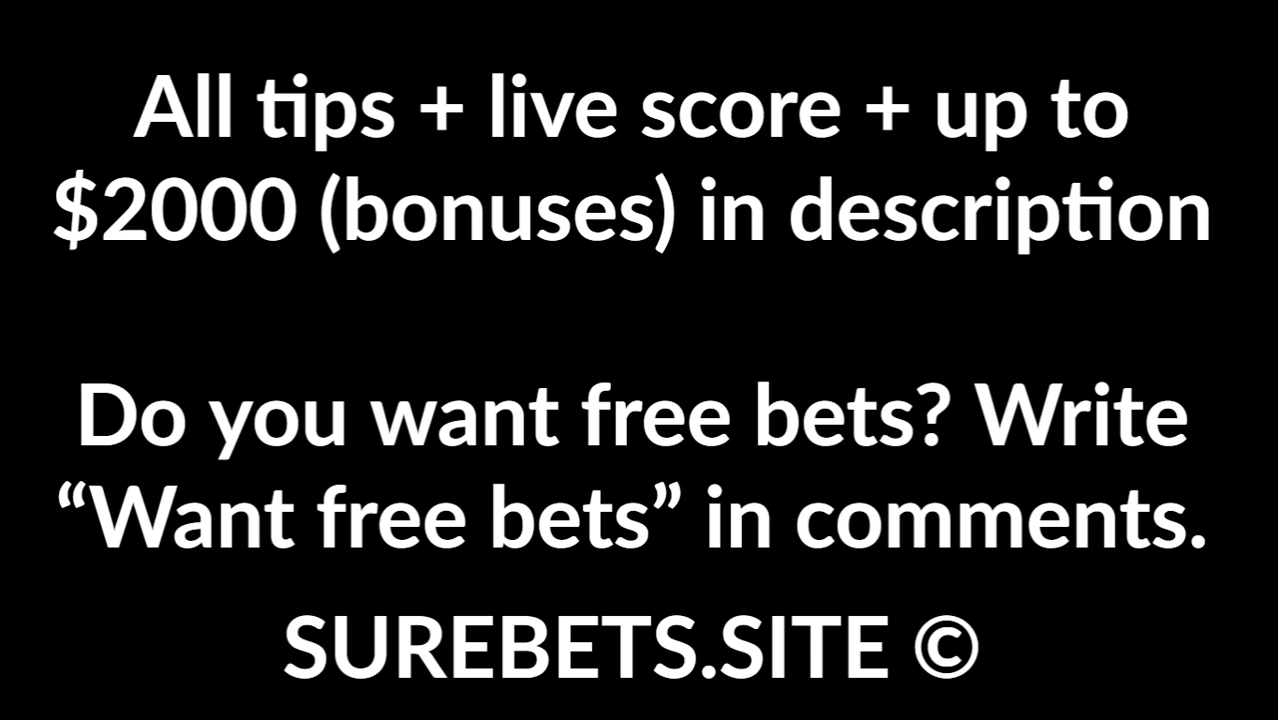 All tips + live score + up to
$2000 (bonuses) in description
Do you want free bets? Write
“Want free bets” in comments.
SUREBETS.SITE ©